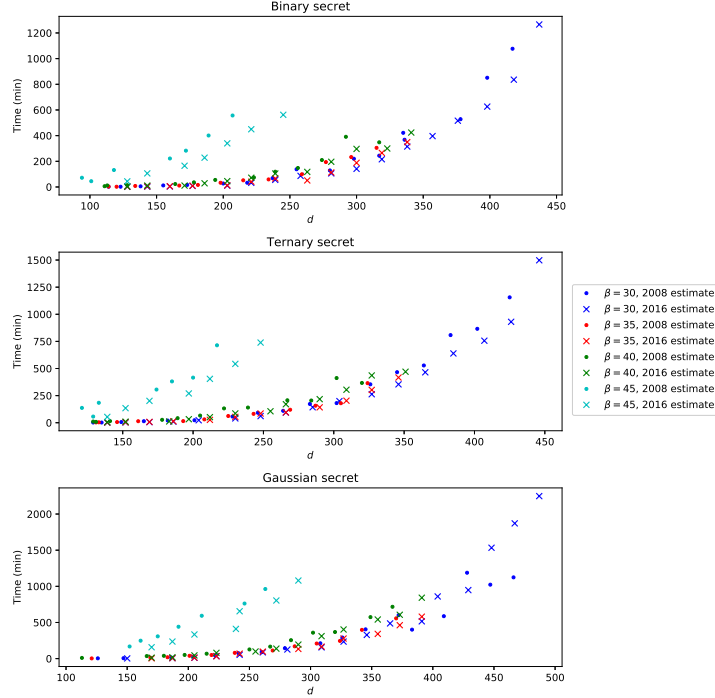 Binary secret
1200
1000
800
600
400
200
0
Time (min)
100 150 200 250 300 350 400 450
d
Ternary secret
1500
1250
1000
750
500
250
0
Time (min)
150 200 250 300 350 400 450
d
β = 30, 2008 estimate
β = 30, 2016 estimate
β = 35, 2008 estimate
β = 35, 2016 estimate
β = 40, 2008 estimate
β = 40, 2016 estimate
β = 45, 2008 estimate
β = 45, 2016 estimate
Gaussian secret
2000
1500
1000
500
0
Time (min)
100 150 200 250 300 350 400 450 500
d